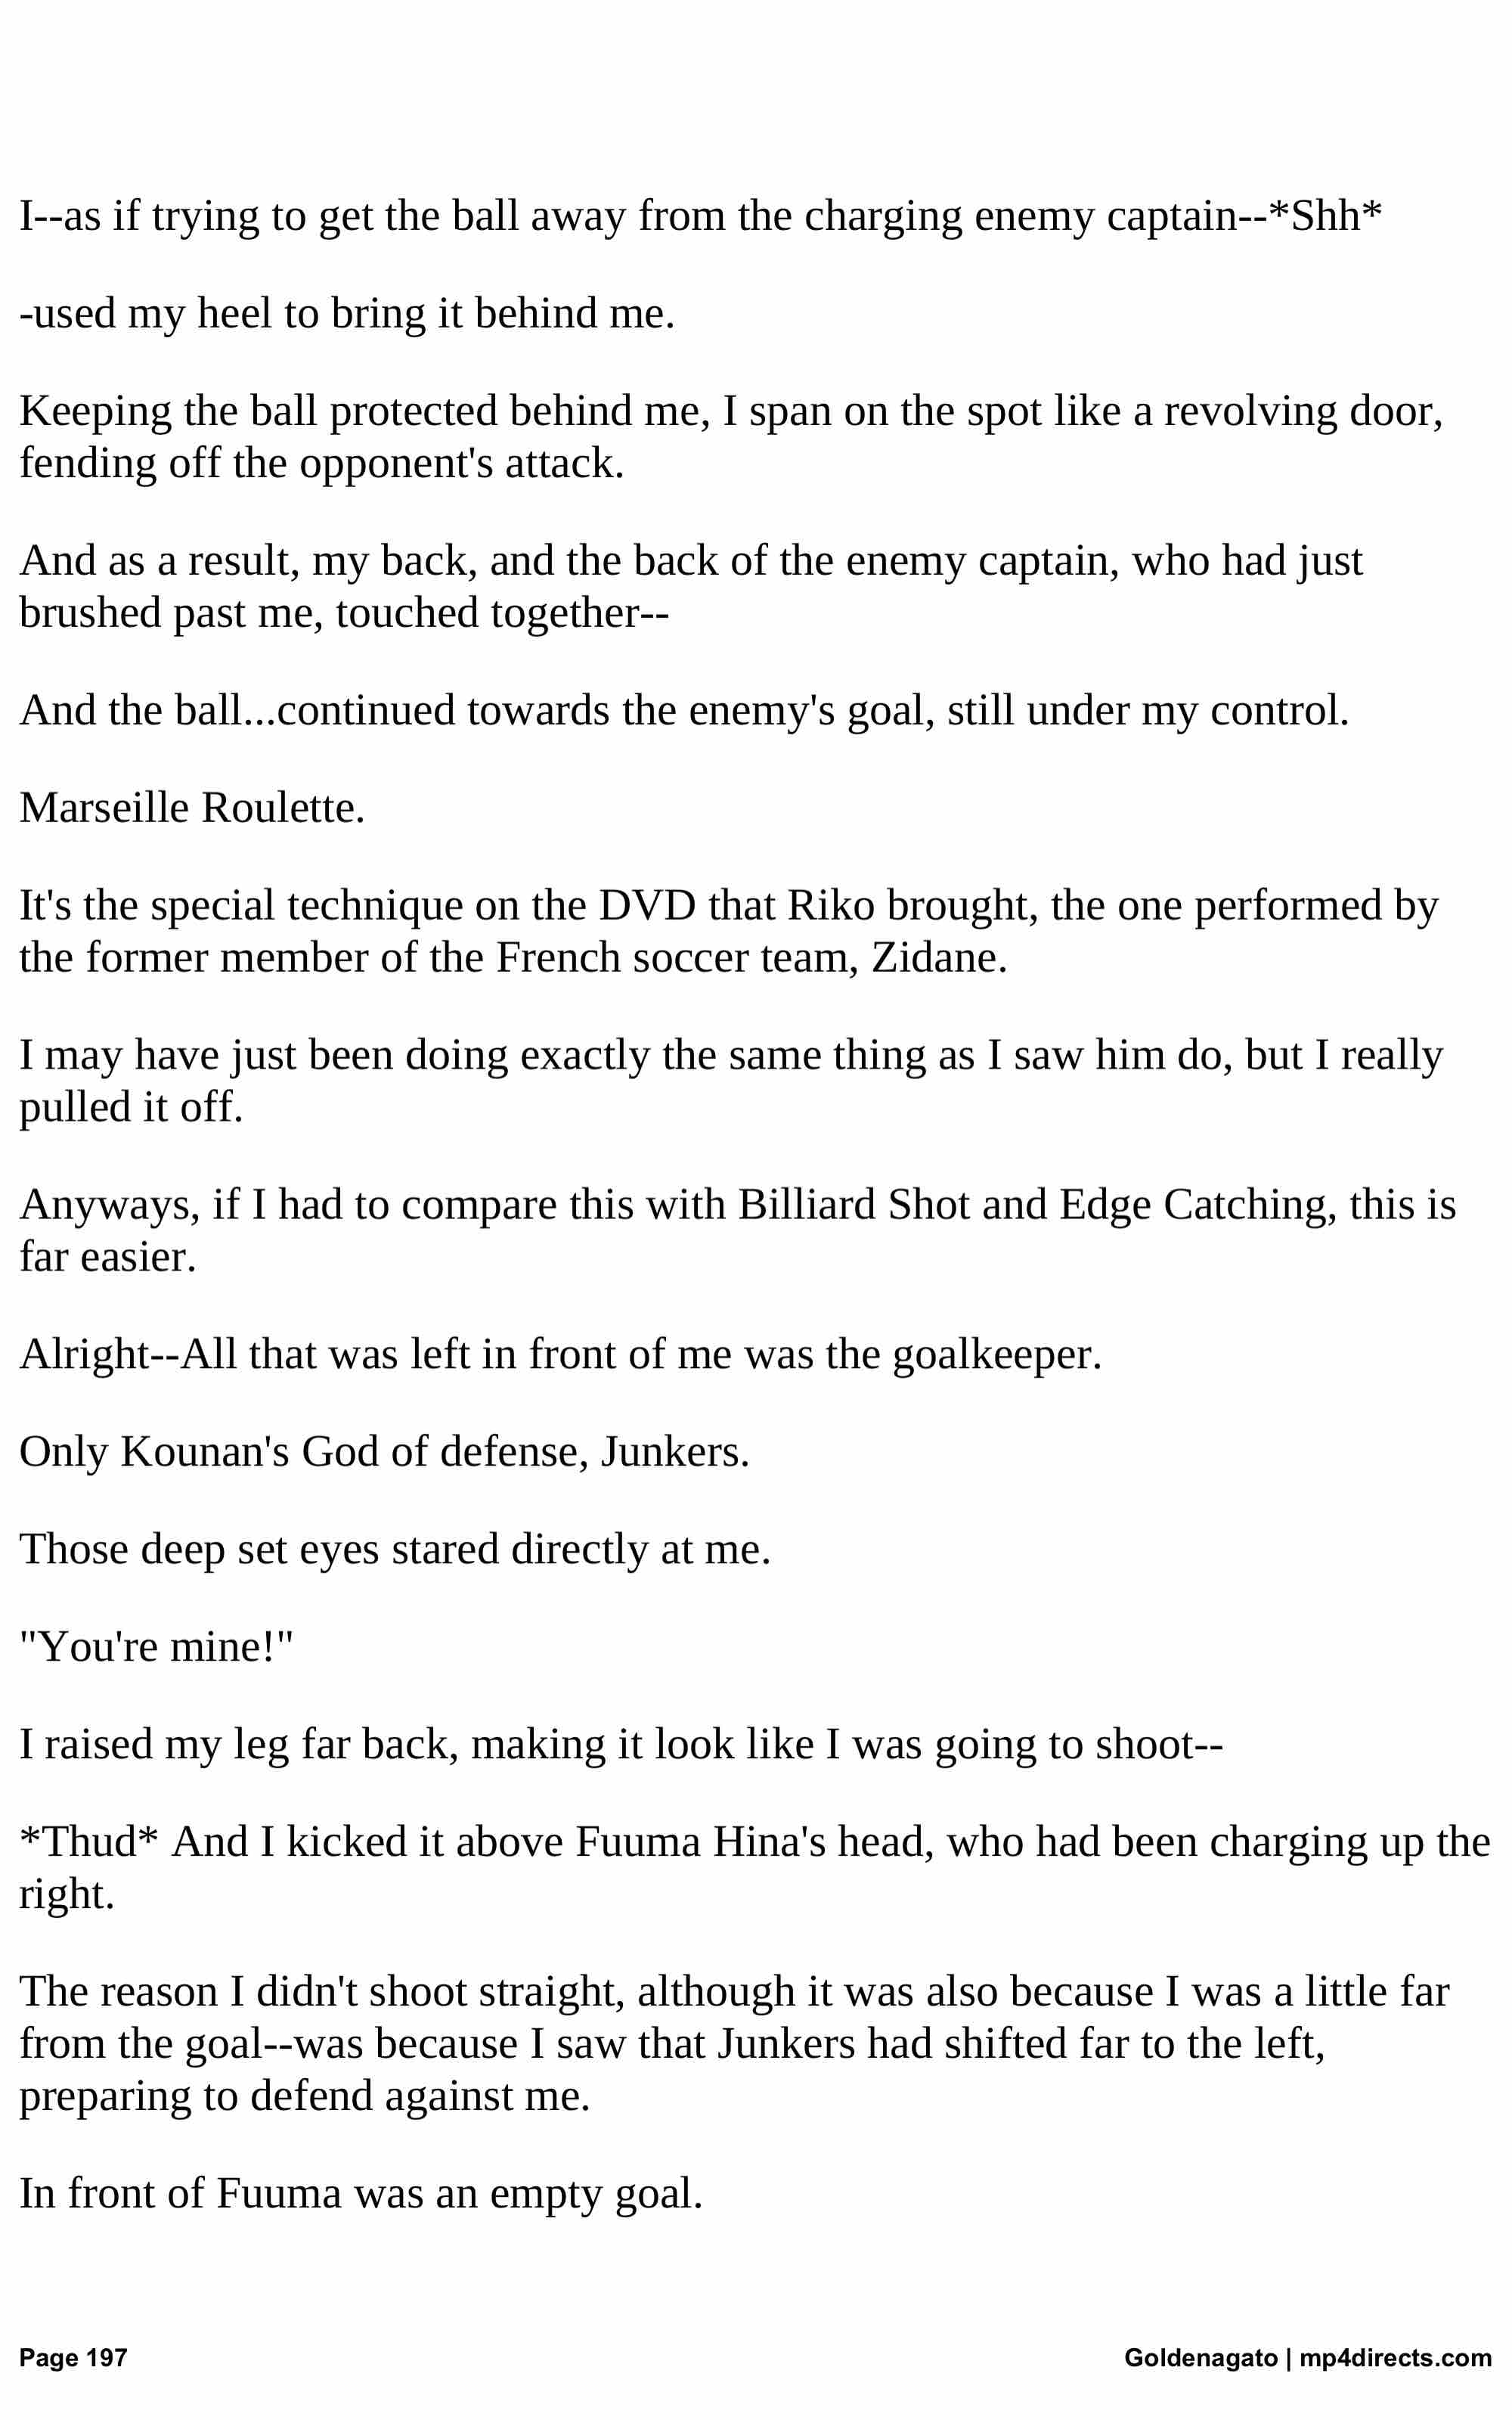 I--as if trying to get the ball away from the charging enemy captain--*Shh*
-used my heel to bring it behind me.
Keeping the ball protected behind me, I span on the spot like a revolving door,
fending off the opponent's attack.
And as a result, my back, and the back of the enemy captain, who had just
brushed past me, touched together--
And the ball...continued towards the enemy's goal, still under my control.
Marseille Roulette.
It's the special technique on the DVD that Riko brought, the one performed by
the former member of the French soccer team, Zidane.
I may have just been doing exactly the same thing as I saw him do, but I really
pulled it off.
Anyways, if I had to compare this with Billiard Shot and Edge Catching, this is
far easier.
Alright--All that was left in front of me was the goalkeeper.
Only Kounan's God of defense, Junkers.
Those deep set eyes stared directly at me.
"You're mine!"
I raised my leg far back, making it look like I was going to shoot--
*Thud* And I kicked it above Fuuma Hina's head, who had been charging up the
right.
The reason I didn't shoot straight, although it was also because I was a little far
from the goal--was because I saw that Junkers had shifted far to the left,
preparing to defend against me.
In front of Fuuma was an empty goal.
Page 197
Goldenagato | mp4directs.com